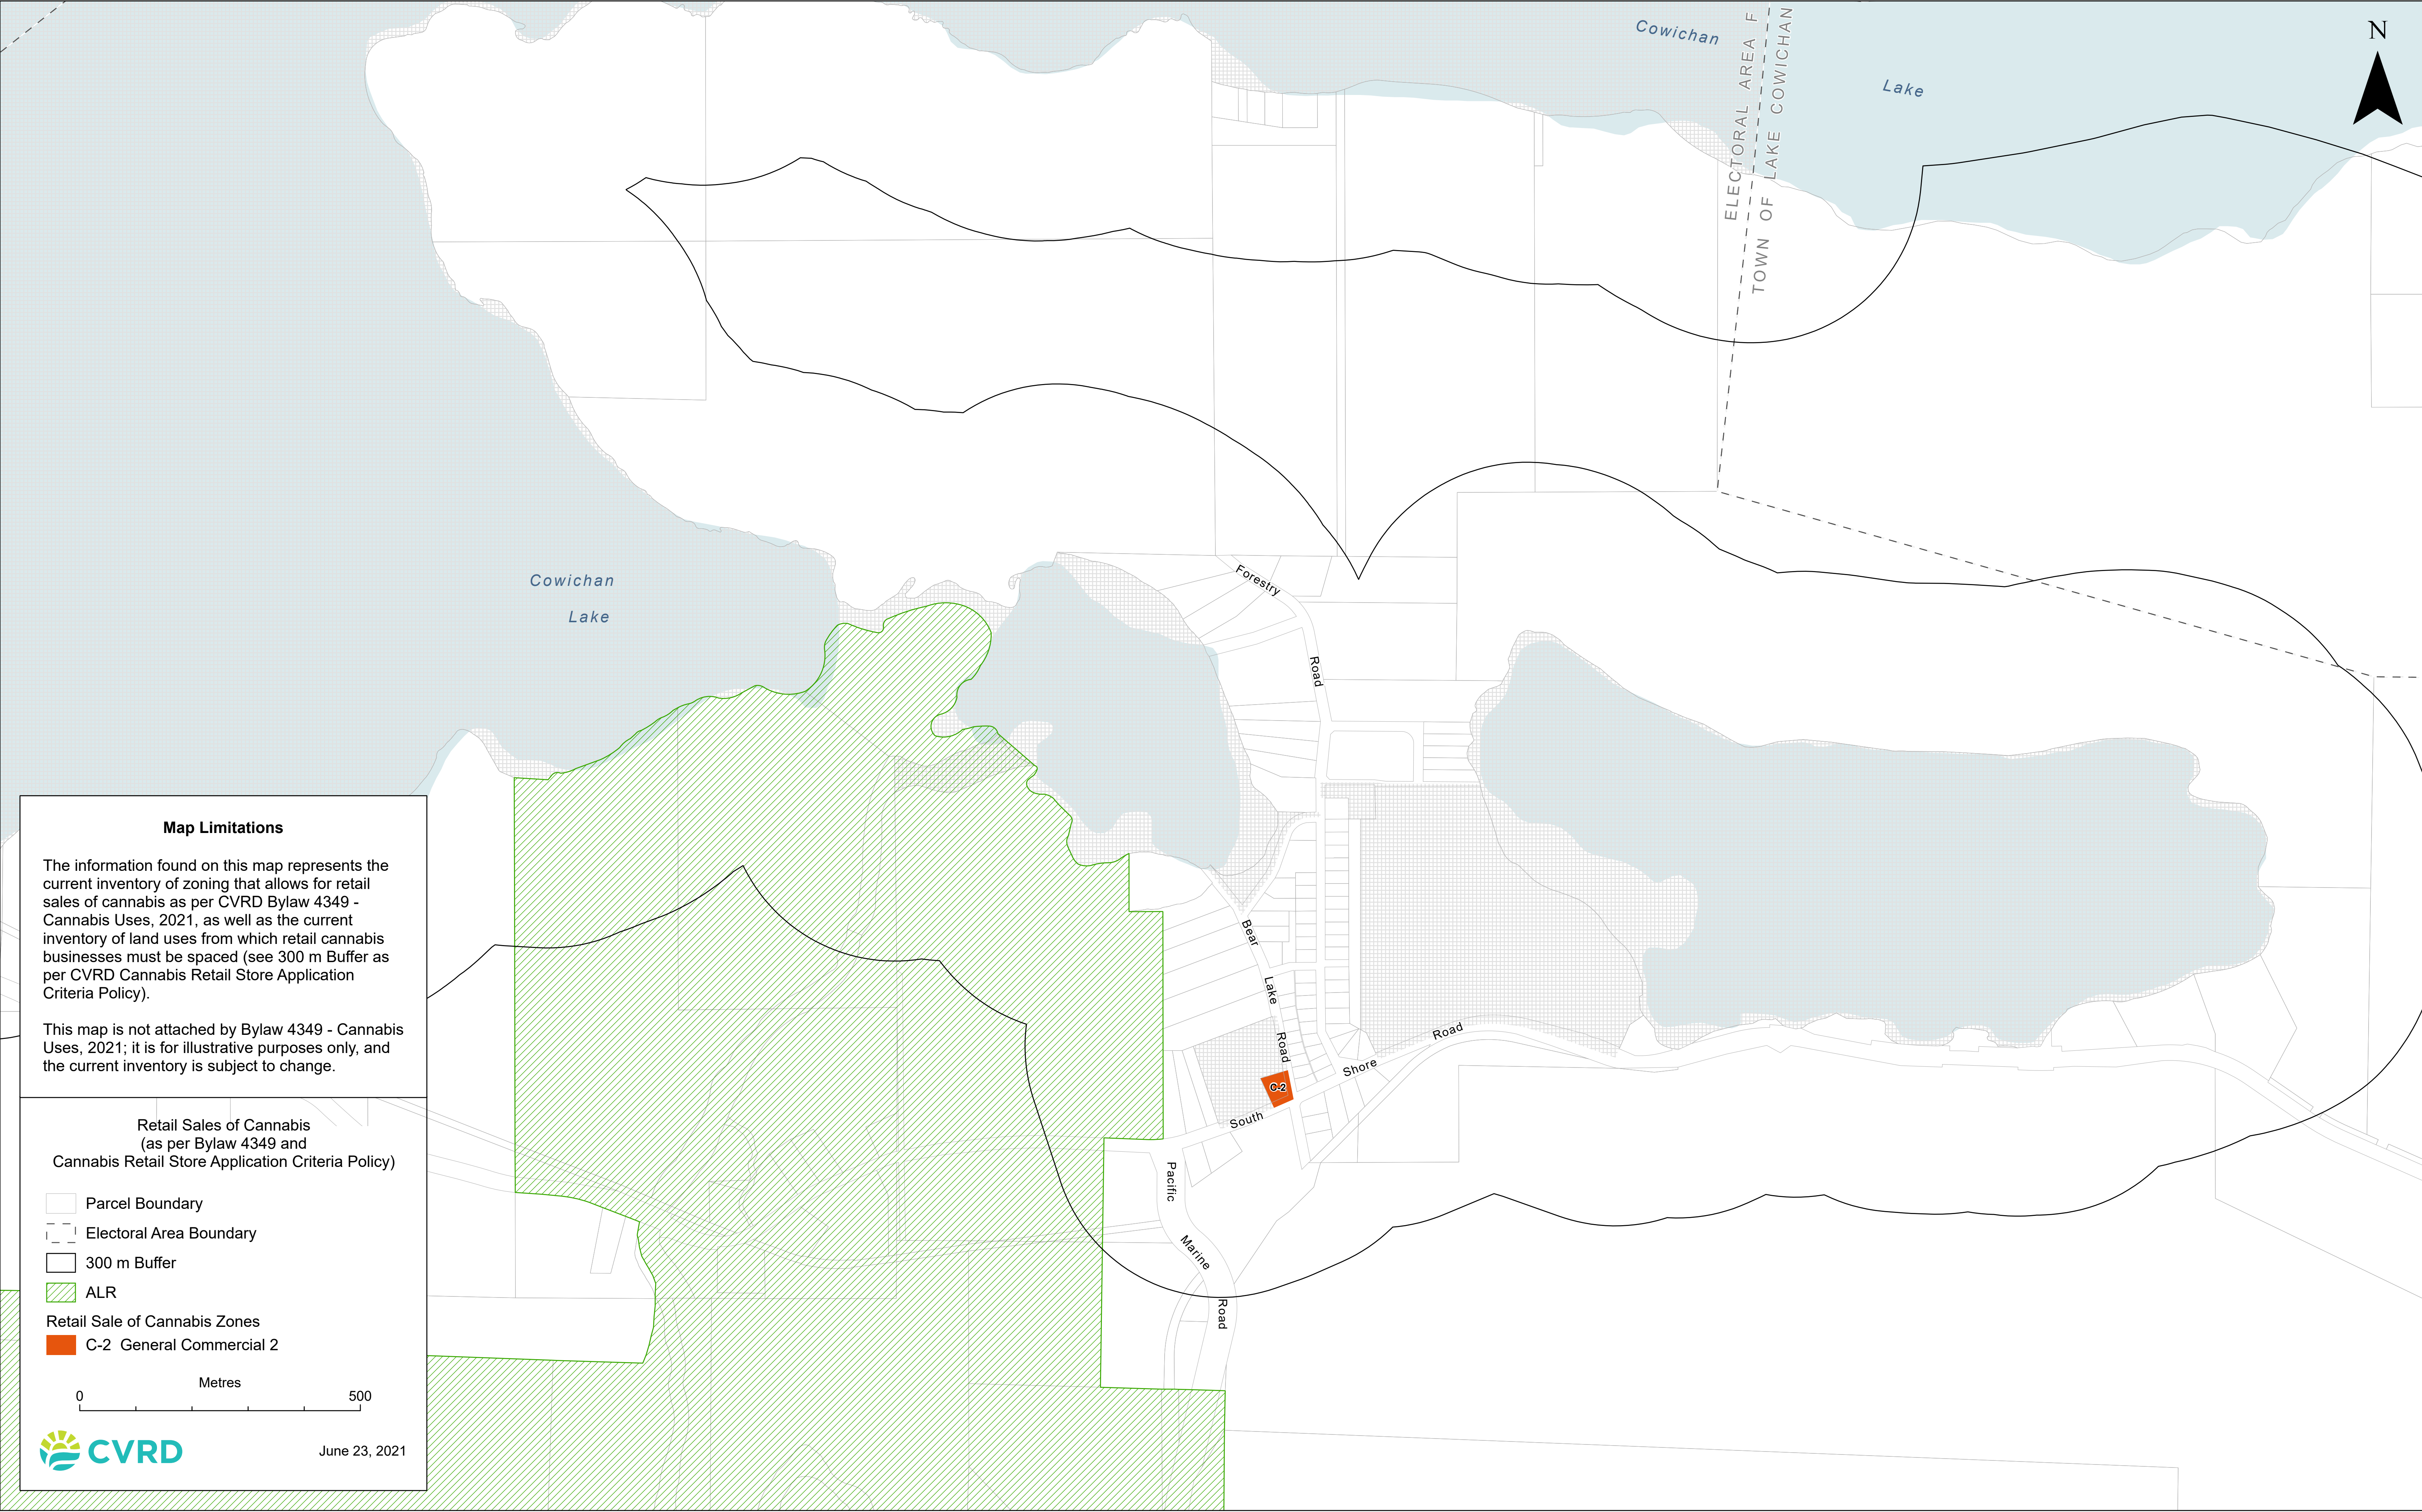 Cowichan
Lake
N
ELECTORAL AREA F
TOWN OF LAKE COWICHAN
Cowichan
Lake
Forestry
Road
Bear
Lake
Road
Road
Shore
South
C-2
Pacific
Marine
Road
Map Limitations
The information found on this map represents the
current inventory of zoning that allows for retail
sales of cannabis as per CVRD Bylaw 4349 -
Cannabis Uses, 2021, as well as the current
inventory of land uses from which retail cannabis
businesses must be spaced (see 300 m Buffer as
per CVRD Cannabis Retail Store Application
Criteria Policy).
This map is not attached by Bylaw 4349 - Cannabis
Uses, 2021; it is for illustrative purposes only, and
the current inventory is subject to change.
Retail Sales of Cannabis
(as per Bylaw 4349 and
Cannabis Retail Store Application Criteria Policy)
Parcel Boundary
Electoral Area Boundary
300 m Buffer
ALR
Retail Sale of Cannabis Zones
C-2 General Commercial 2
Metres
0 500
CVRD
June 23, 2021